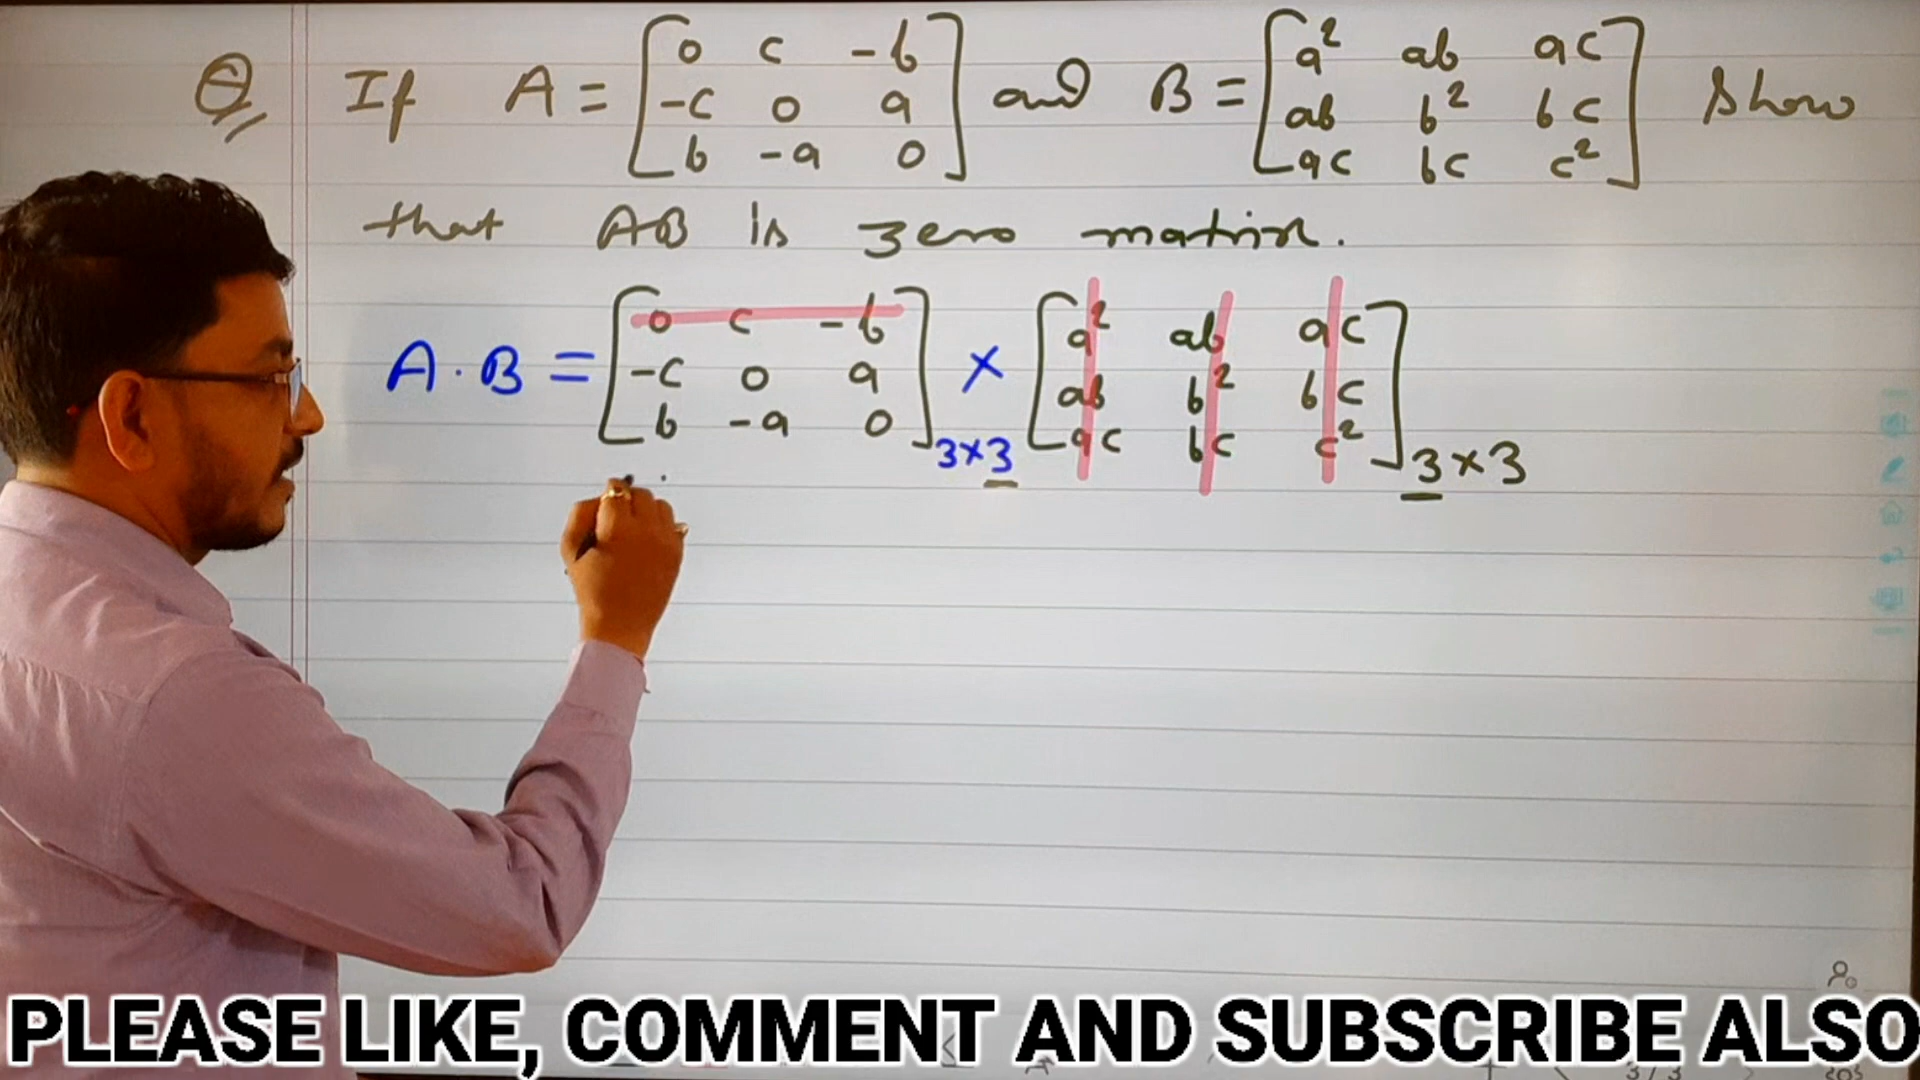 Q, If A = [0 c -b and B = [a² ab ac Show
-c 0 a] ab b² bc]
b -a 0 ac bc c²
that AB is zero matrix.
A.B = [0 c -b × [a² ab ac
-c 0 a] ab b² bc]
b -a 0 3×3 ac bc c² 3×3
PLEASE LIKE, COMMENT AND SUBSCRIBE ALSO